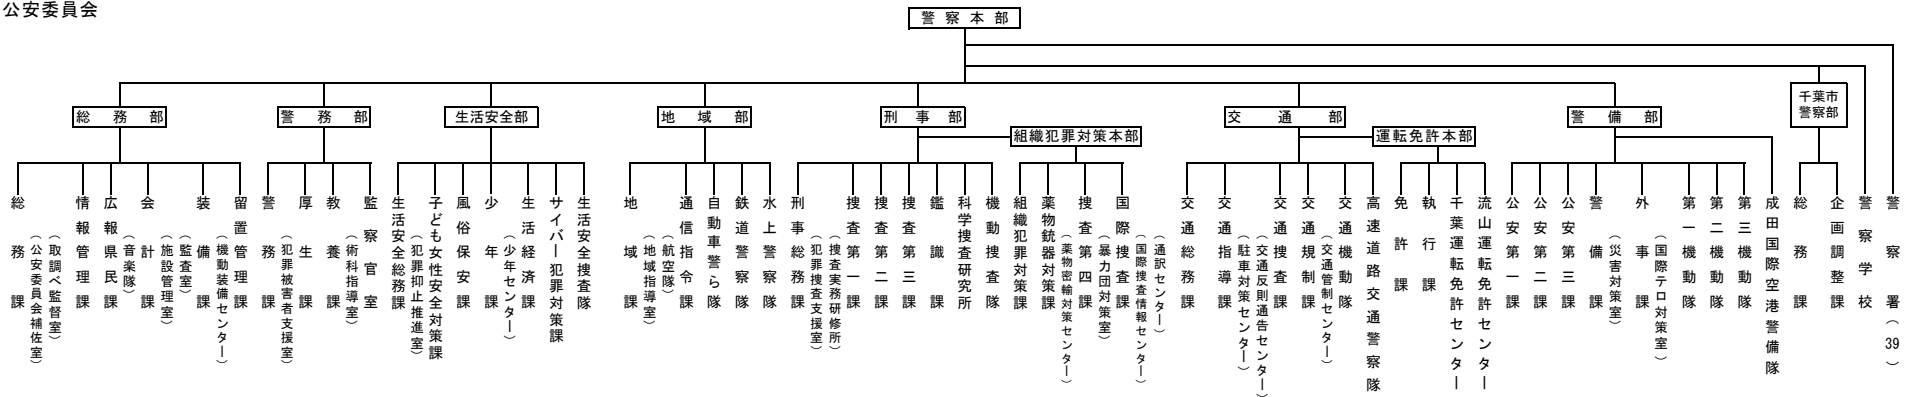 公安委員会
警察本部
総務部
警務部
生活安全部
地域部
刑事部
組織犯罪対策本部
交通部
運転免許本部
警備部
千葉市
警察部
総務課
（公安委員会補佐室）
（取調べ監督室）
情報管理課
広報県民課
（音楽隊）
会計課
（施設管理室）
（監査室）
装備課
（機動装備センター）
留置管理課
警務課
（犯罪被害者支援室）
厚生課
教養課
（術科指導室）
監察官室
生活安全総務課
（犯罪抑止推進室）
子ども女性安全対策課
風俗保安課
少年課
（少年センター）
生活経済課
サイバー犯罪対策課
生活安全捜査隊
地域課
（地域指導室）
（航空隊）
通信指令課
自動車警ら隊
鉄道警察隊
水上警察隊
刑事総務課
（犯罪捜査支援室）
（捜査実務研修所）
捜査第一課
捜査第二課
捜査第三課
鑑識課
科学捜査研究所
機動捜査隊
組織犯罪対策課
薬物銃器対策課
（薬物密輸対策センター）
捜査第四課
（暴力団対策室）
国際捜査課
（国際捜査情報センター）
（通訳センター）
交通総務課
交通指導課
（駐車対策センター）
（交通反則通告センター）
交通捜査課
交通規制課
（交通管制センター）
交通機動隊
高速道路交通警察隊
免許課
執行課
千葉運転免許センター
流山運転免許センター
公安第一課
公安第二課
公安第三課
警備課
（災害対策室）
外事課
（国際テロ対策室）
第一機動隊
第二機動隊
第三機動隊
成田国際空港警備隊
総務課
企画調整課
警察学校
警察署（39）